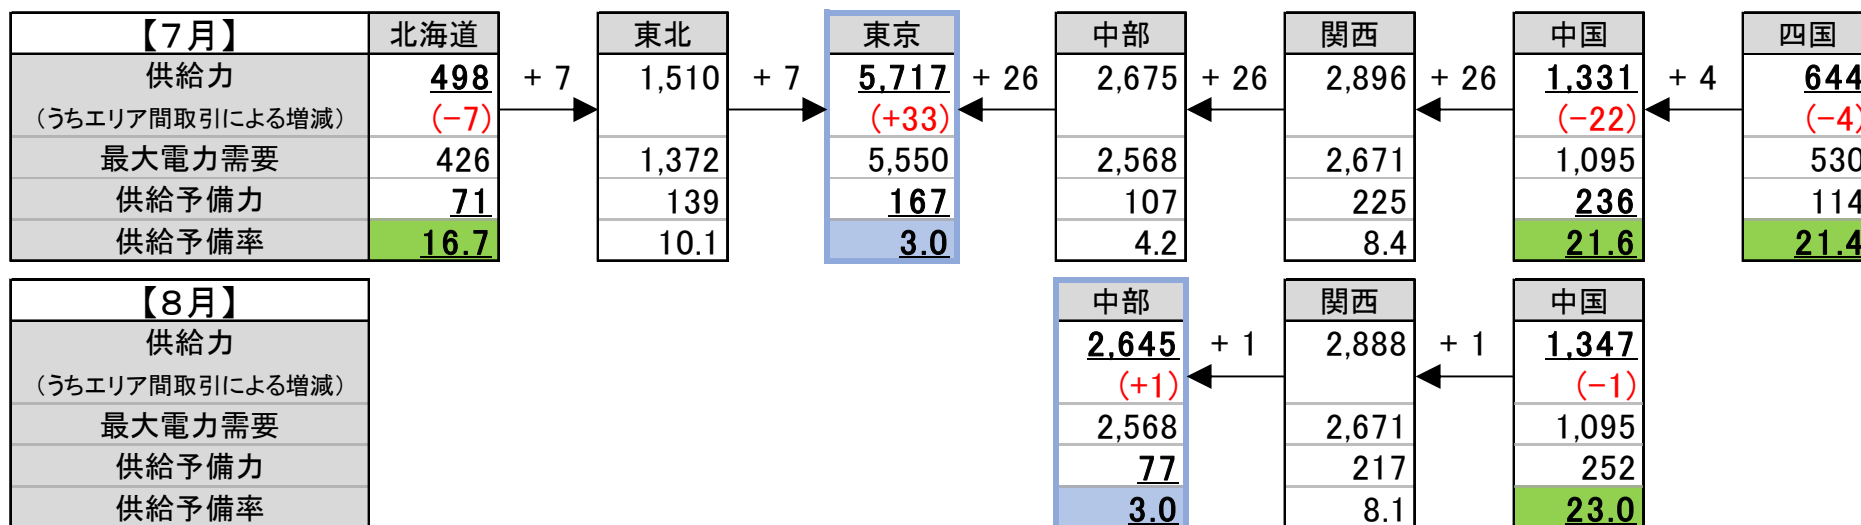 【7月】 北海道 東北 東京 中部 関西 中国 四国
供給力 498 + 7 1,510 + 7 5,717 + 26 2,675 + 26 2,896 + 26 1,331 + 4 644
（うちエリア間取引による増減） (-7) (+33) (-22) (-4)
最大電力需要 426 1,372 5,550 2,568 2,671 1,095 530
供給予備力 71 139 167 107 225 236 114
供給予備率 16.7 10.1 3.0 4.2 8.4 21.6 21.4
【8月】 中部 関西 中国
供給力 2,645 + 1 2,888 + 1 1,347
（うちエリア間取引による増減） (+1) (-1)
最大電力需要 2,568 2,671 1,095
供給予備力 77 217 252
供給予備率 3.0 8.1 23.0